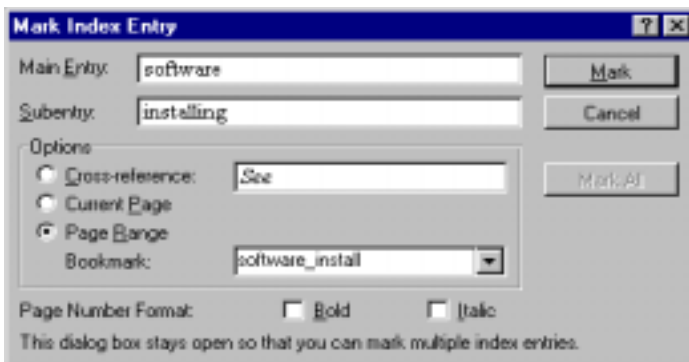 Mark Index Entry
Main Entry: software Mark
Subentry: installing Cancel
Options
Cross-reference: See Mark All
Current Page
Page Range
Bookmark: software_install
Page Number Format: Bold Italic
This dialog box stays open so that you can mark multiple index entries.